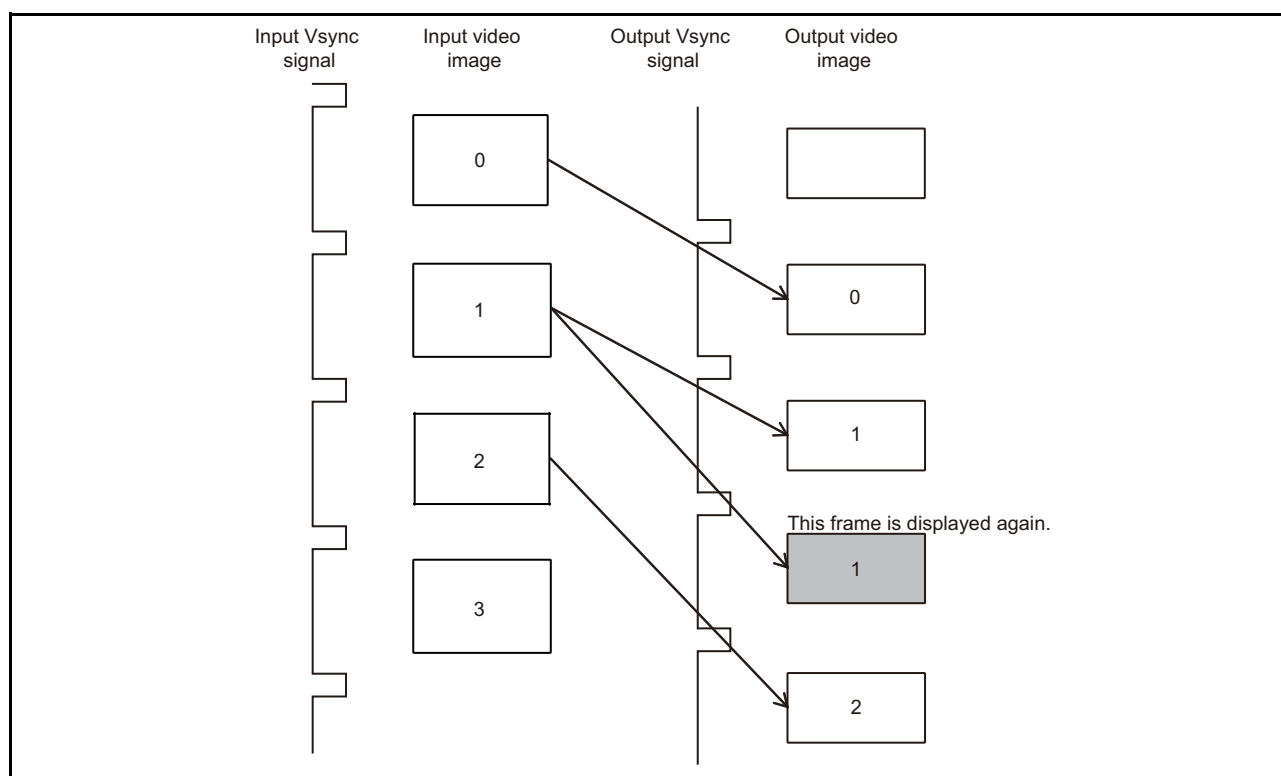 Input Vsync
signal
Input video
image
Output Vsync
signal
Output video
image
0
1
0
2
1
This frame is displayed again.
1
3
2